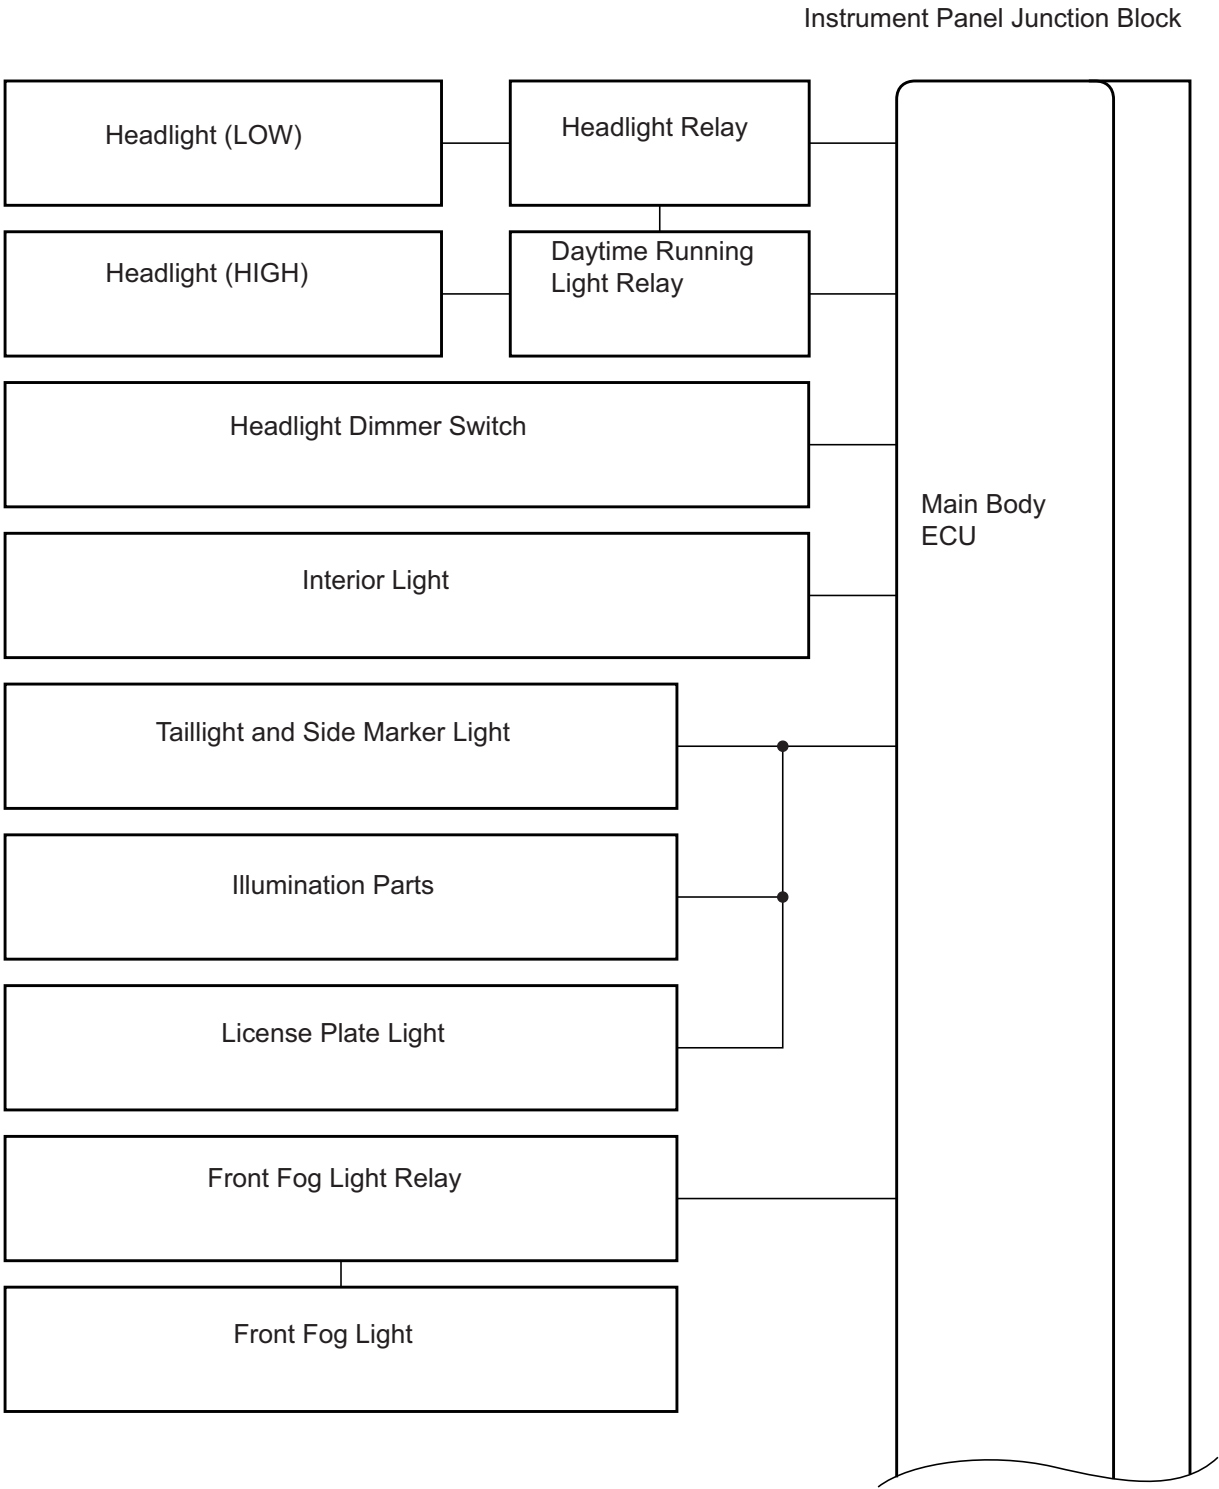 Instrument Panel Junction Block
Headlight (LOW)
Headlight Relay
Headlight (HIGH)
Daytime Running
Light Relay
Headlight Dimmer Switch
Main Body
ECU
Interior Light
Taillight and Side Marker Light
Illumination Parts
License Plate Light
Front Fog Light Relay
Front Fog Light